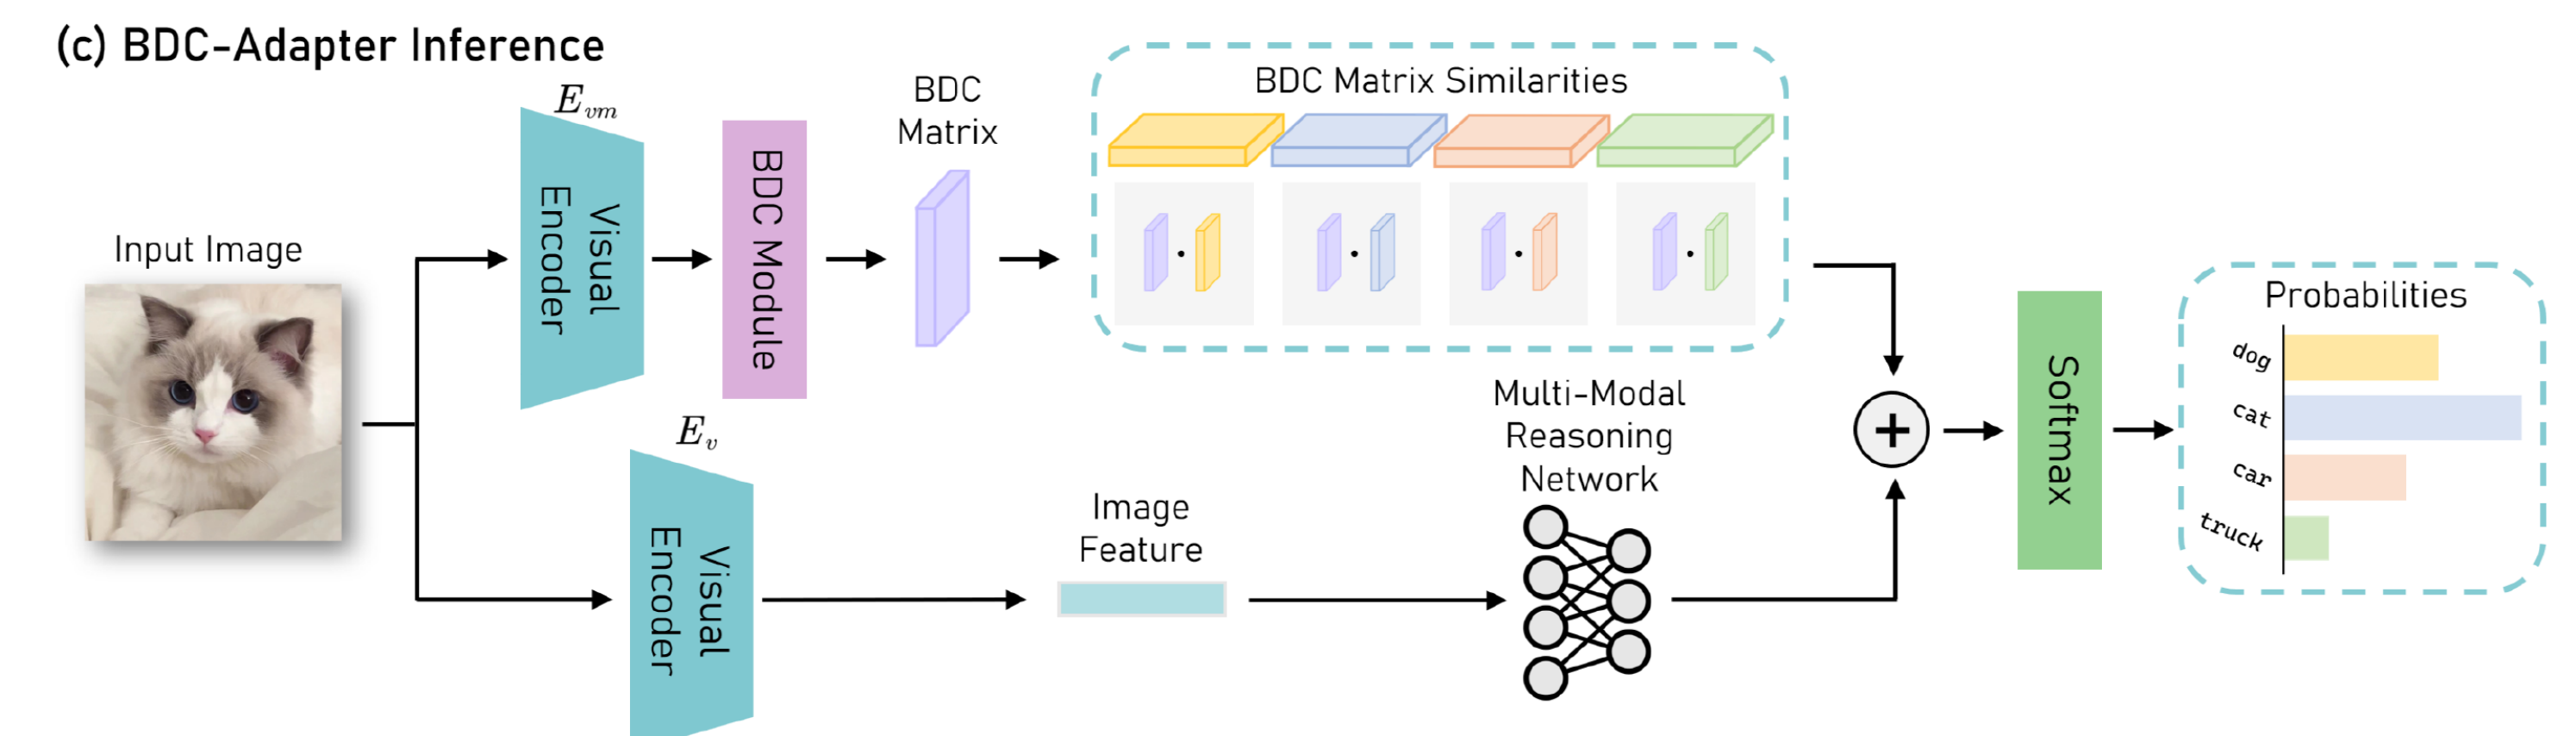 (c) BDC-Adapter Inference
Input Image
E_vm
Visual
Encoder
BDC Module
BDC
Matrix
BDC Matrix Similarities
E_v
Visual
Encoder
Image
Feature
Multi-Modal
Reasoning
Network
+
Softmax
Probabilities
dog
cat
car
truck